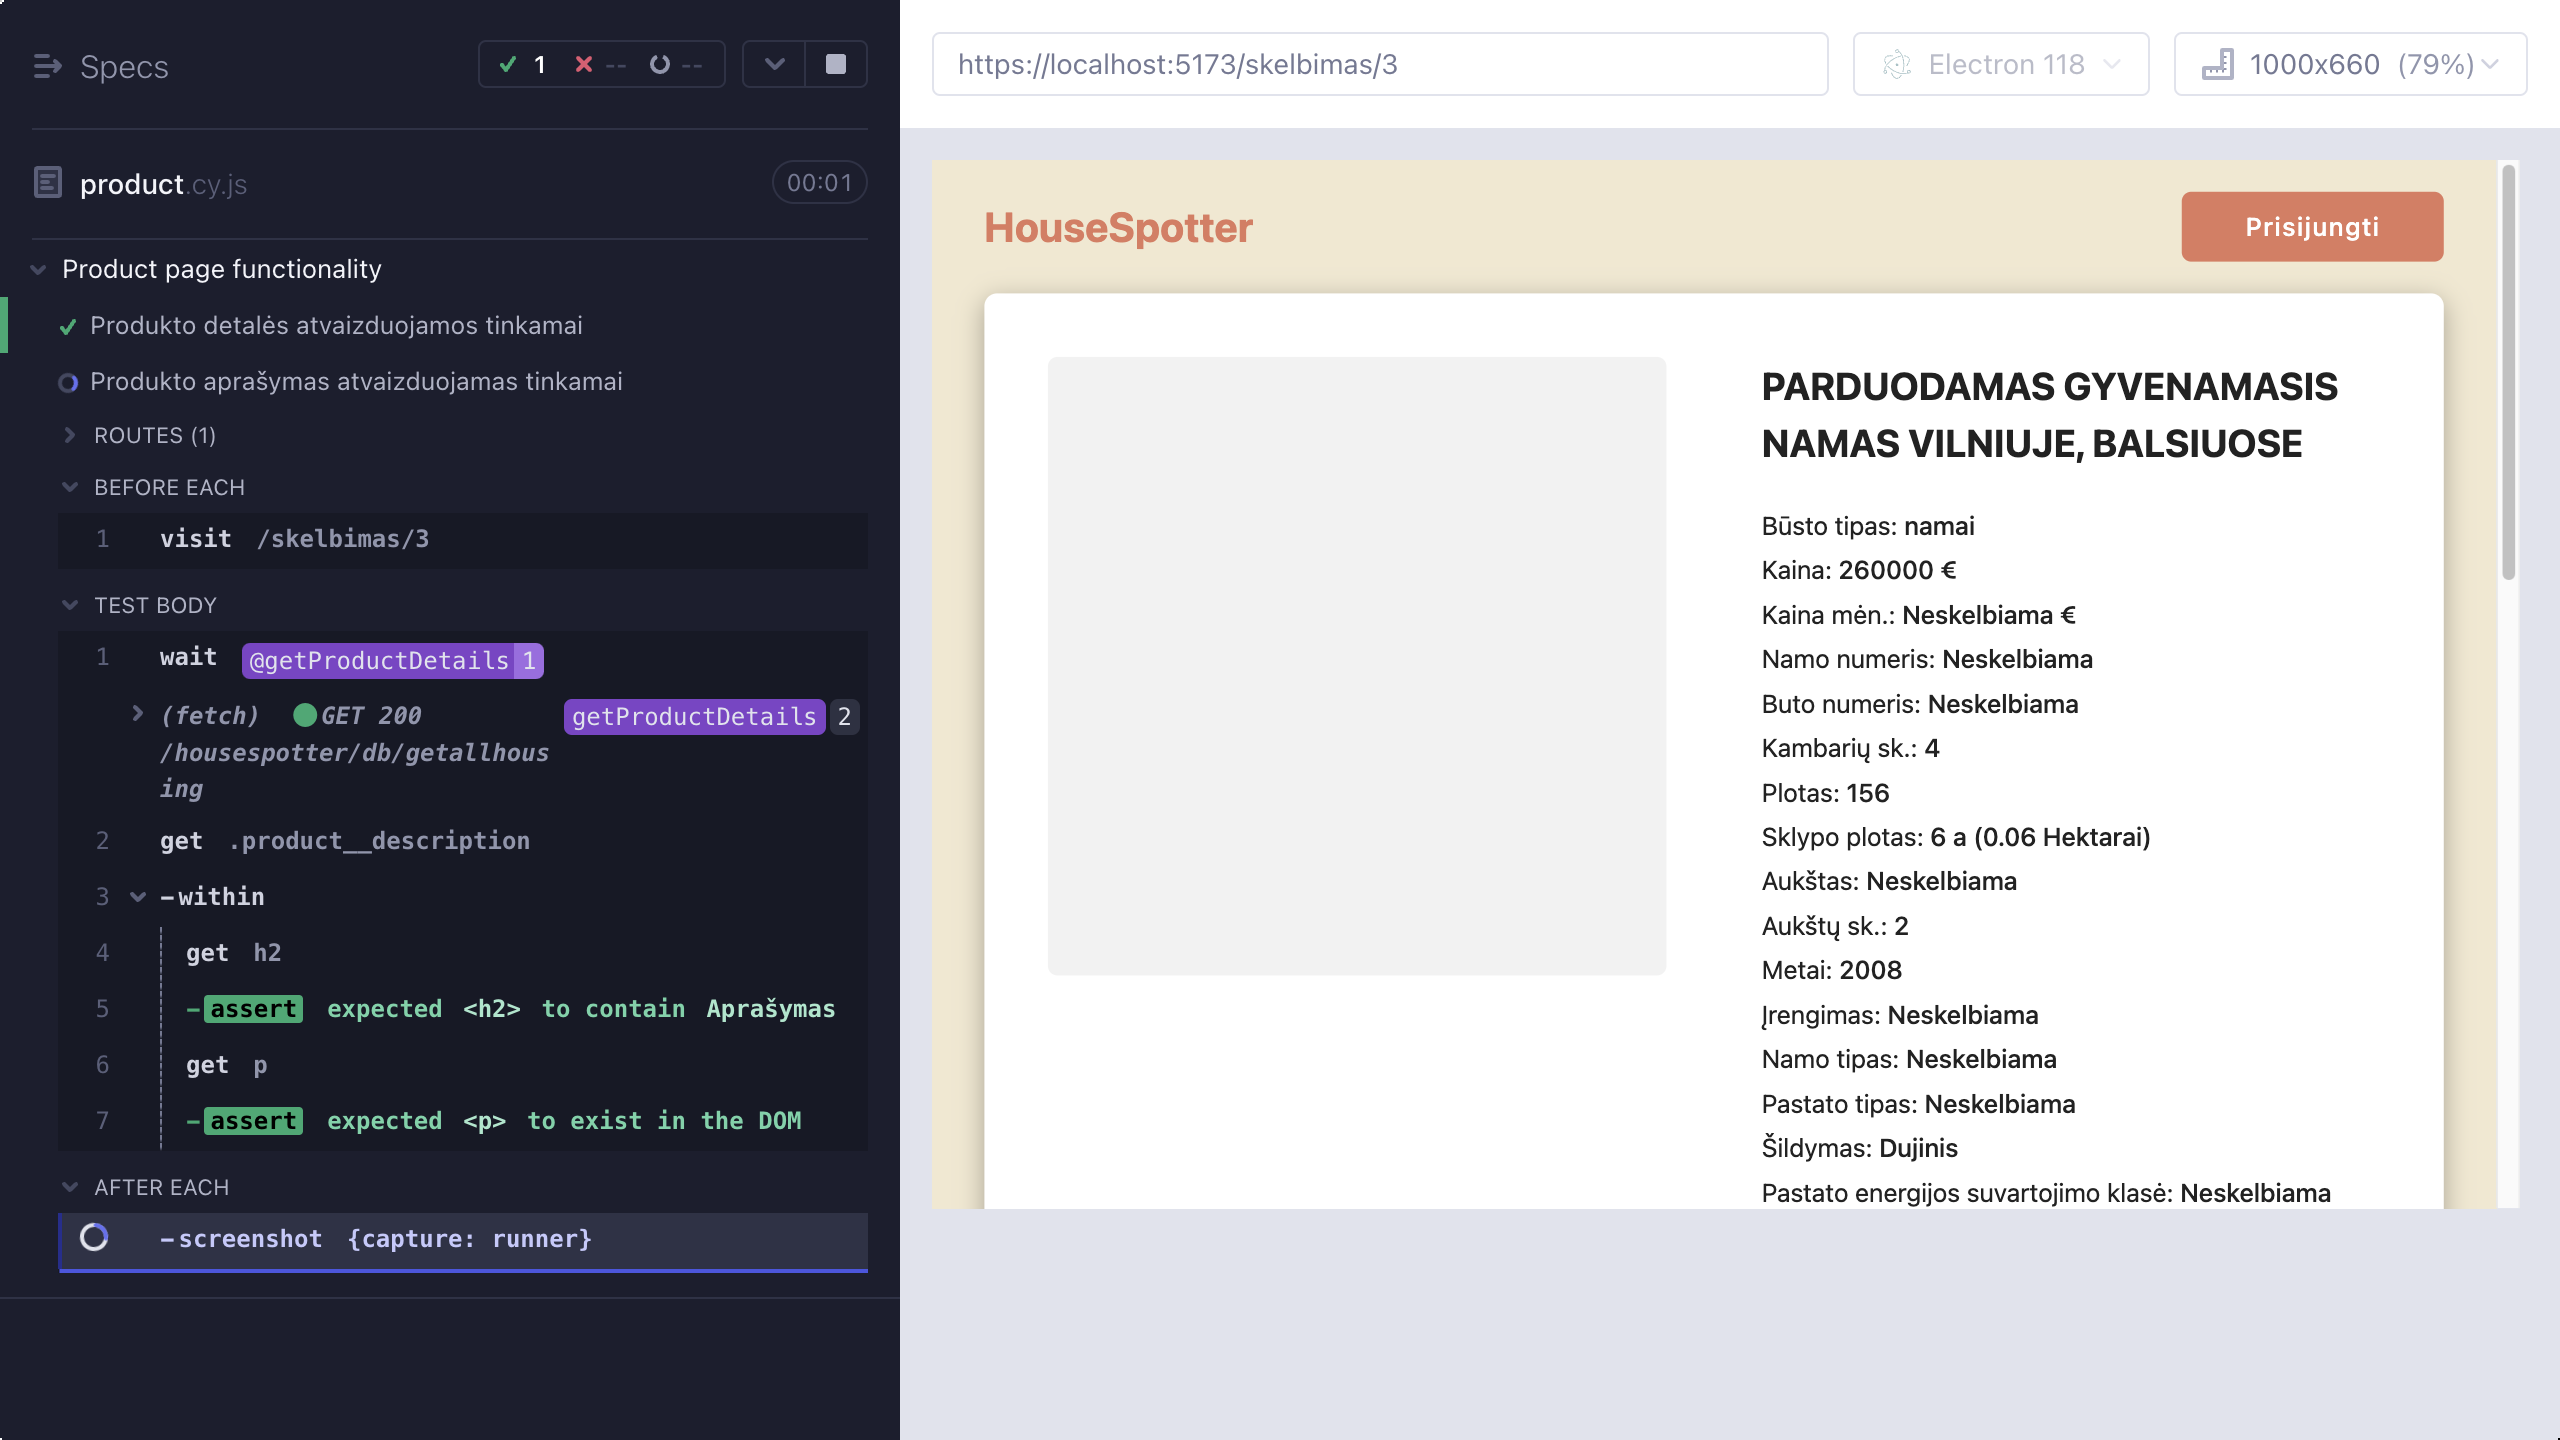 Specs
1 -- --
product.cy.js
00:01
Product page functionality
Produkto detalės atvaizduojamos tinkamai
Produkto aprašymas atvaizduojamas tinkamai
ROUTES (1)
BEFORE EACH
1 visit /skelbimas/3
TEST BODY
1 wait @getProductDetails 1
(fetch) GET 200 getProductDetails 2
/housespotter/db/getallhous
ing
2 get .product__description
3 -within
4 get h2
5 -assert expected <h2> to contain Aprašymas
6 get p
7 -assert expected <p> to exist in the DOM
AFTER EACH
-screenshot {capture: runner}
https://localhost:5173/skelbimas/3
Electron 118
1000x660 (79%)
HouseSpotter
Prisijungti
PARDUODAMAS GYVENAMASIS
NAMAS VILNIUJE, BALSIUOSE
Būsto tipas: namai
Kaina: 260000 €
Kaina mėn.: Neskelbiama €
Namo numeris: Neskelbiama
Buto numeris: Neskelbiama
Kambarių sk.: 4
Plotas: 156
Sklypo plotas: 6 a (0.06 Hektarai)
Aukštas: Neskelbiama
Aukštų sk.: 2
Metai: 2008
Įrengimas: Neskelbiama
Namo tipas: Neskelbiama
Pastato tipas: Neskelbiama
Šildymas: Dujinis
Pastato energijos suvartojimo klasė: Neskelbiama